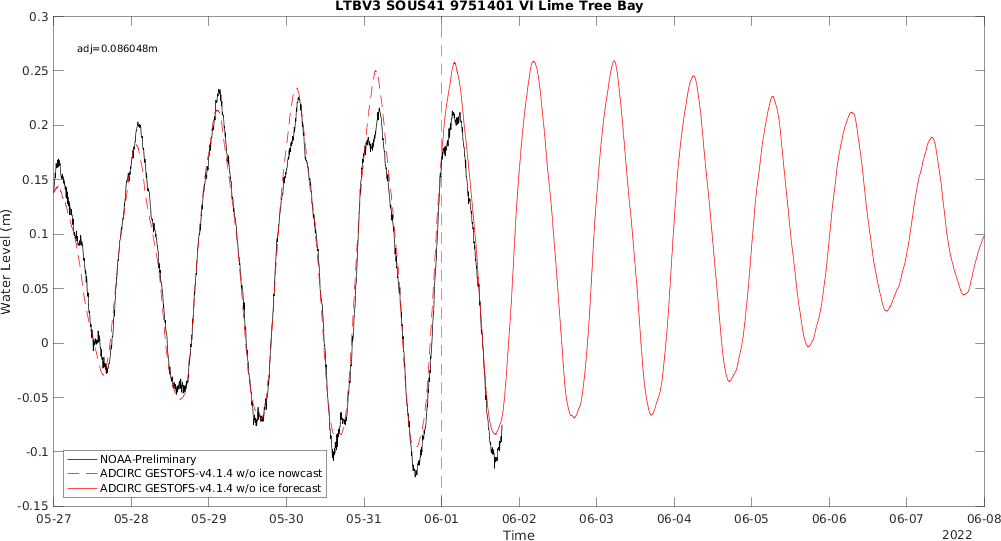 LTBV3 SOUS41 9751401 VI Lime Tree Bay
adj=0.086048m
0.3
0.25
0.2
0.15
0.1
0.05
0
-0.05
-0.1
-0.15
Water Level (m)
NOAA-Preliminary
ADCIRC GESTOFS-v4.1.4 w/o ice nowcast
ADCIRC GESTOFS-v4.1.4 w/o ice forecast
05-27 05-28 05-29 05-30 05-31 06-01 06-02 06-03 06-04 06-05 06-06 06-07 06-08
Time
2022